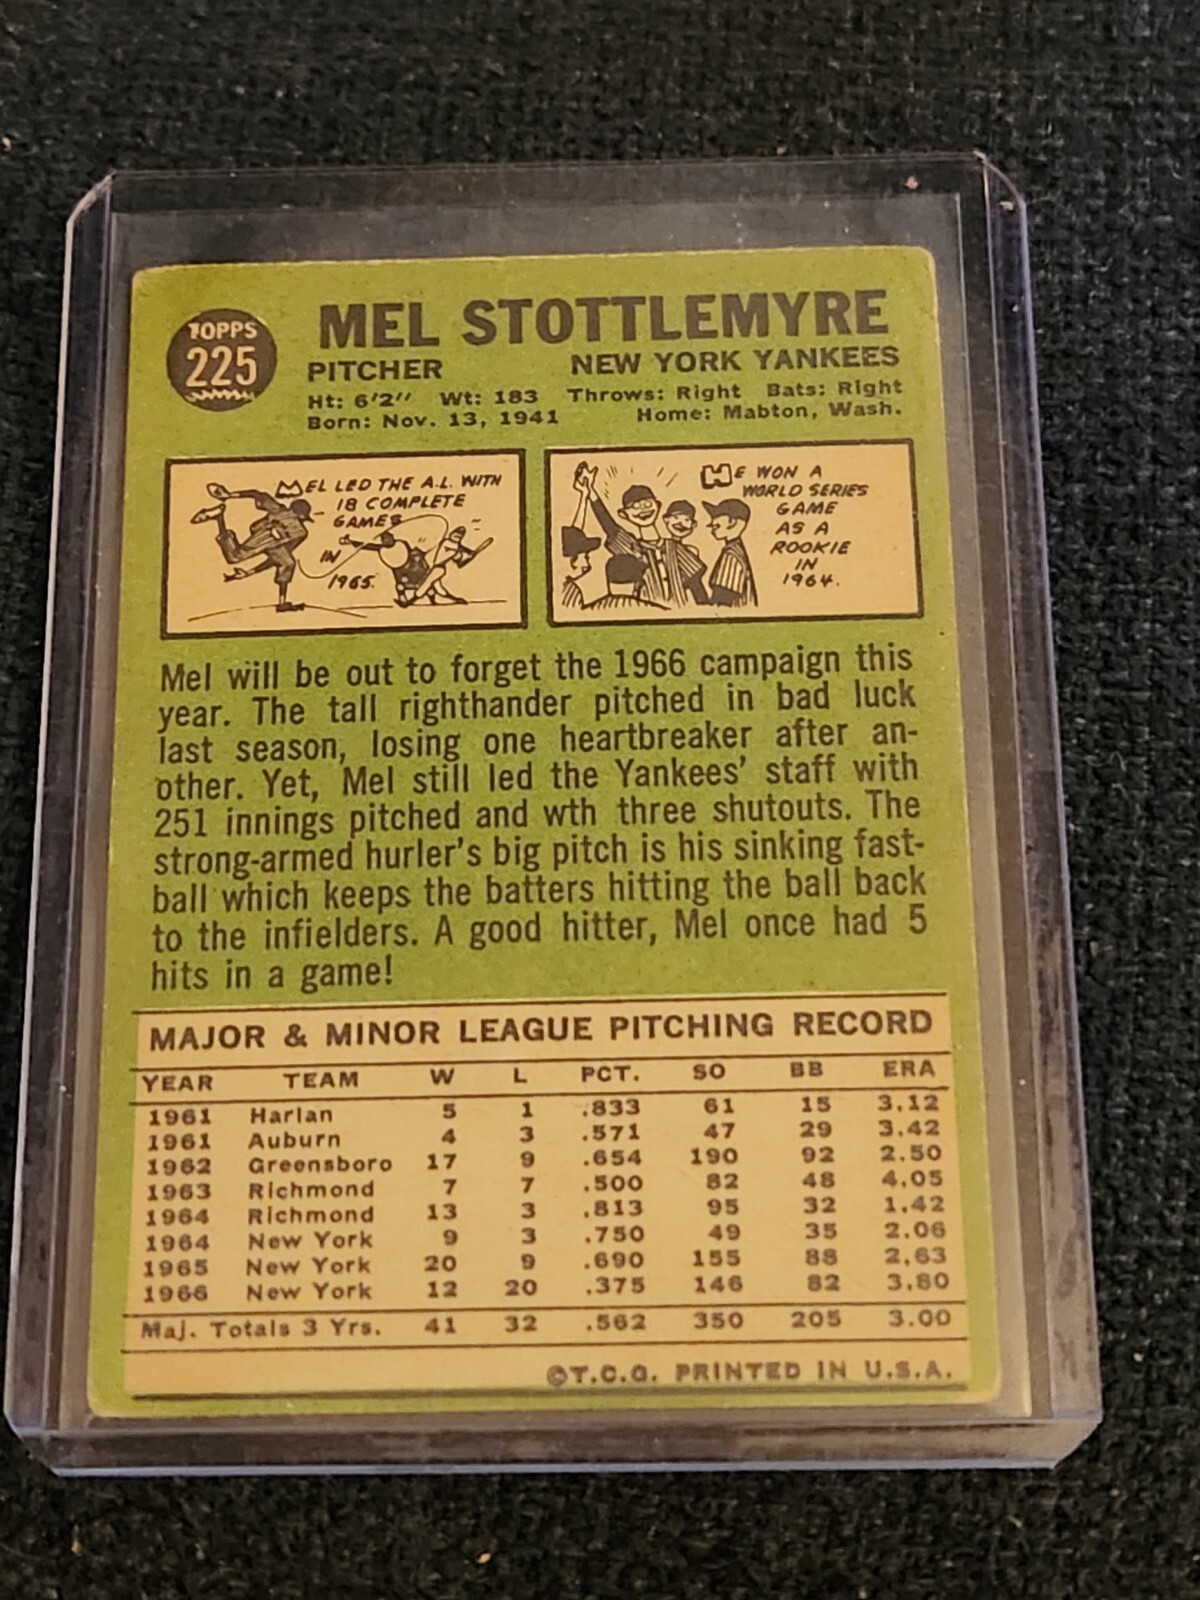 TOPPS
225
MEL STOTTLEMYRE
PITCHER NEW YORK YANKEES
Ht: 6'2" Wt: 183 Throws: Right Bats: Right
Born: Nov. 13, 1941 Home: Mabton, Wash.
MEL LED THE A.L. WITH
18 COMPLETE
GAMES
IN
1965.
HE WON A
WORLD SERIES
GAME
AS A
ROOKIE
IN
1964.
Mel will be out to forget the 1966 campaign this
year. The tall righthander pitched in bad luck
last season, losing one heartbreaker after an-
other. Yet, Mel still led the Yankees' staff with
251 innings pitched and wth three shutouts. The
strong-armed hurler's big pitch is his sinking fast-
ball which keeps the batters hitting the ball back
to the infielders. A good hitter, Mel once had 5
hits in a game!
MAJOR & MINOR LEAGUE PITCHING RECORD
YEAR TEAM W L PCT. SO BB ERA
1961 Harlan 5 1 .833 61 15 3.12
1961 Auburn 4 3 .571 47 29 3.42
1962 Greensboro 17 9 .654 190 92 2.50
1963 Richmond 7 7 .500 82 48 4.05
1964 Richmond 13 3 .813 95 32 1.42
1964 New York 9 3 .750 49 35 2.06
1965 New York 20 9 .690 155 88 2.63
1966 New York 12 20 .375 146 82 3.80
Maj. Totals 3 Yrs. 41 32 .562 350 205 3.00
©T.C.G. PRINTED IN U.S.A.